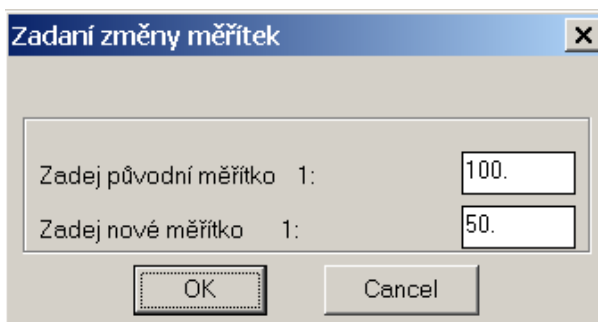 Zadaní změny měřítek
Zadej původní měřítko 1: 100.
Zadej nové měřítko 1: 50.
OK Cancel